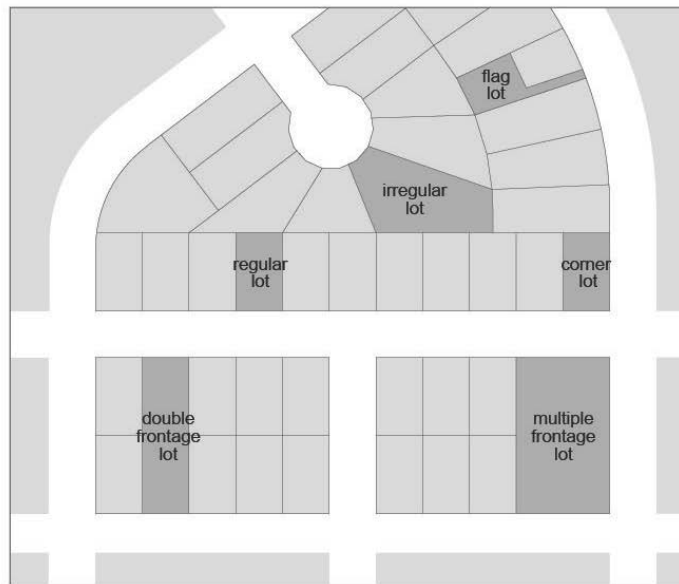 flag
lot
irregular
lot
regular
lot
corner
lot
double
frontage
lot
multiple
frontage
lot